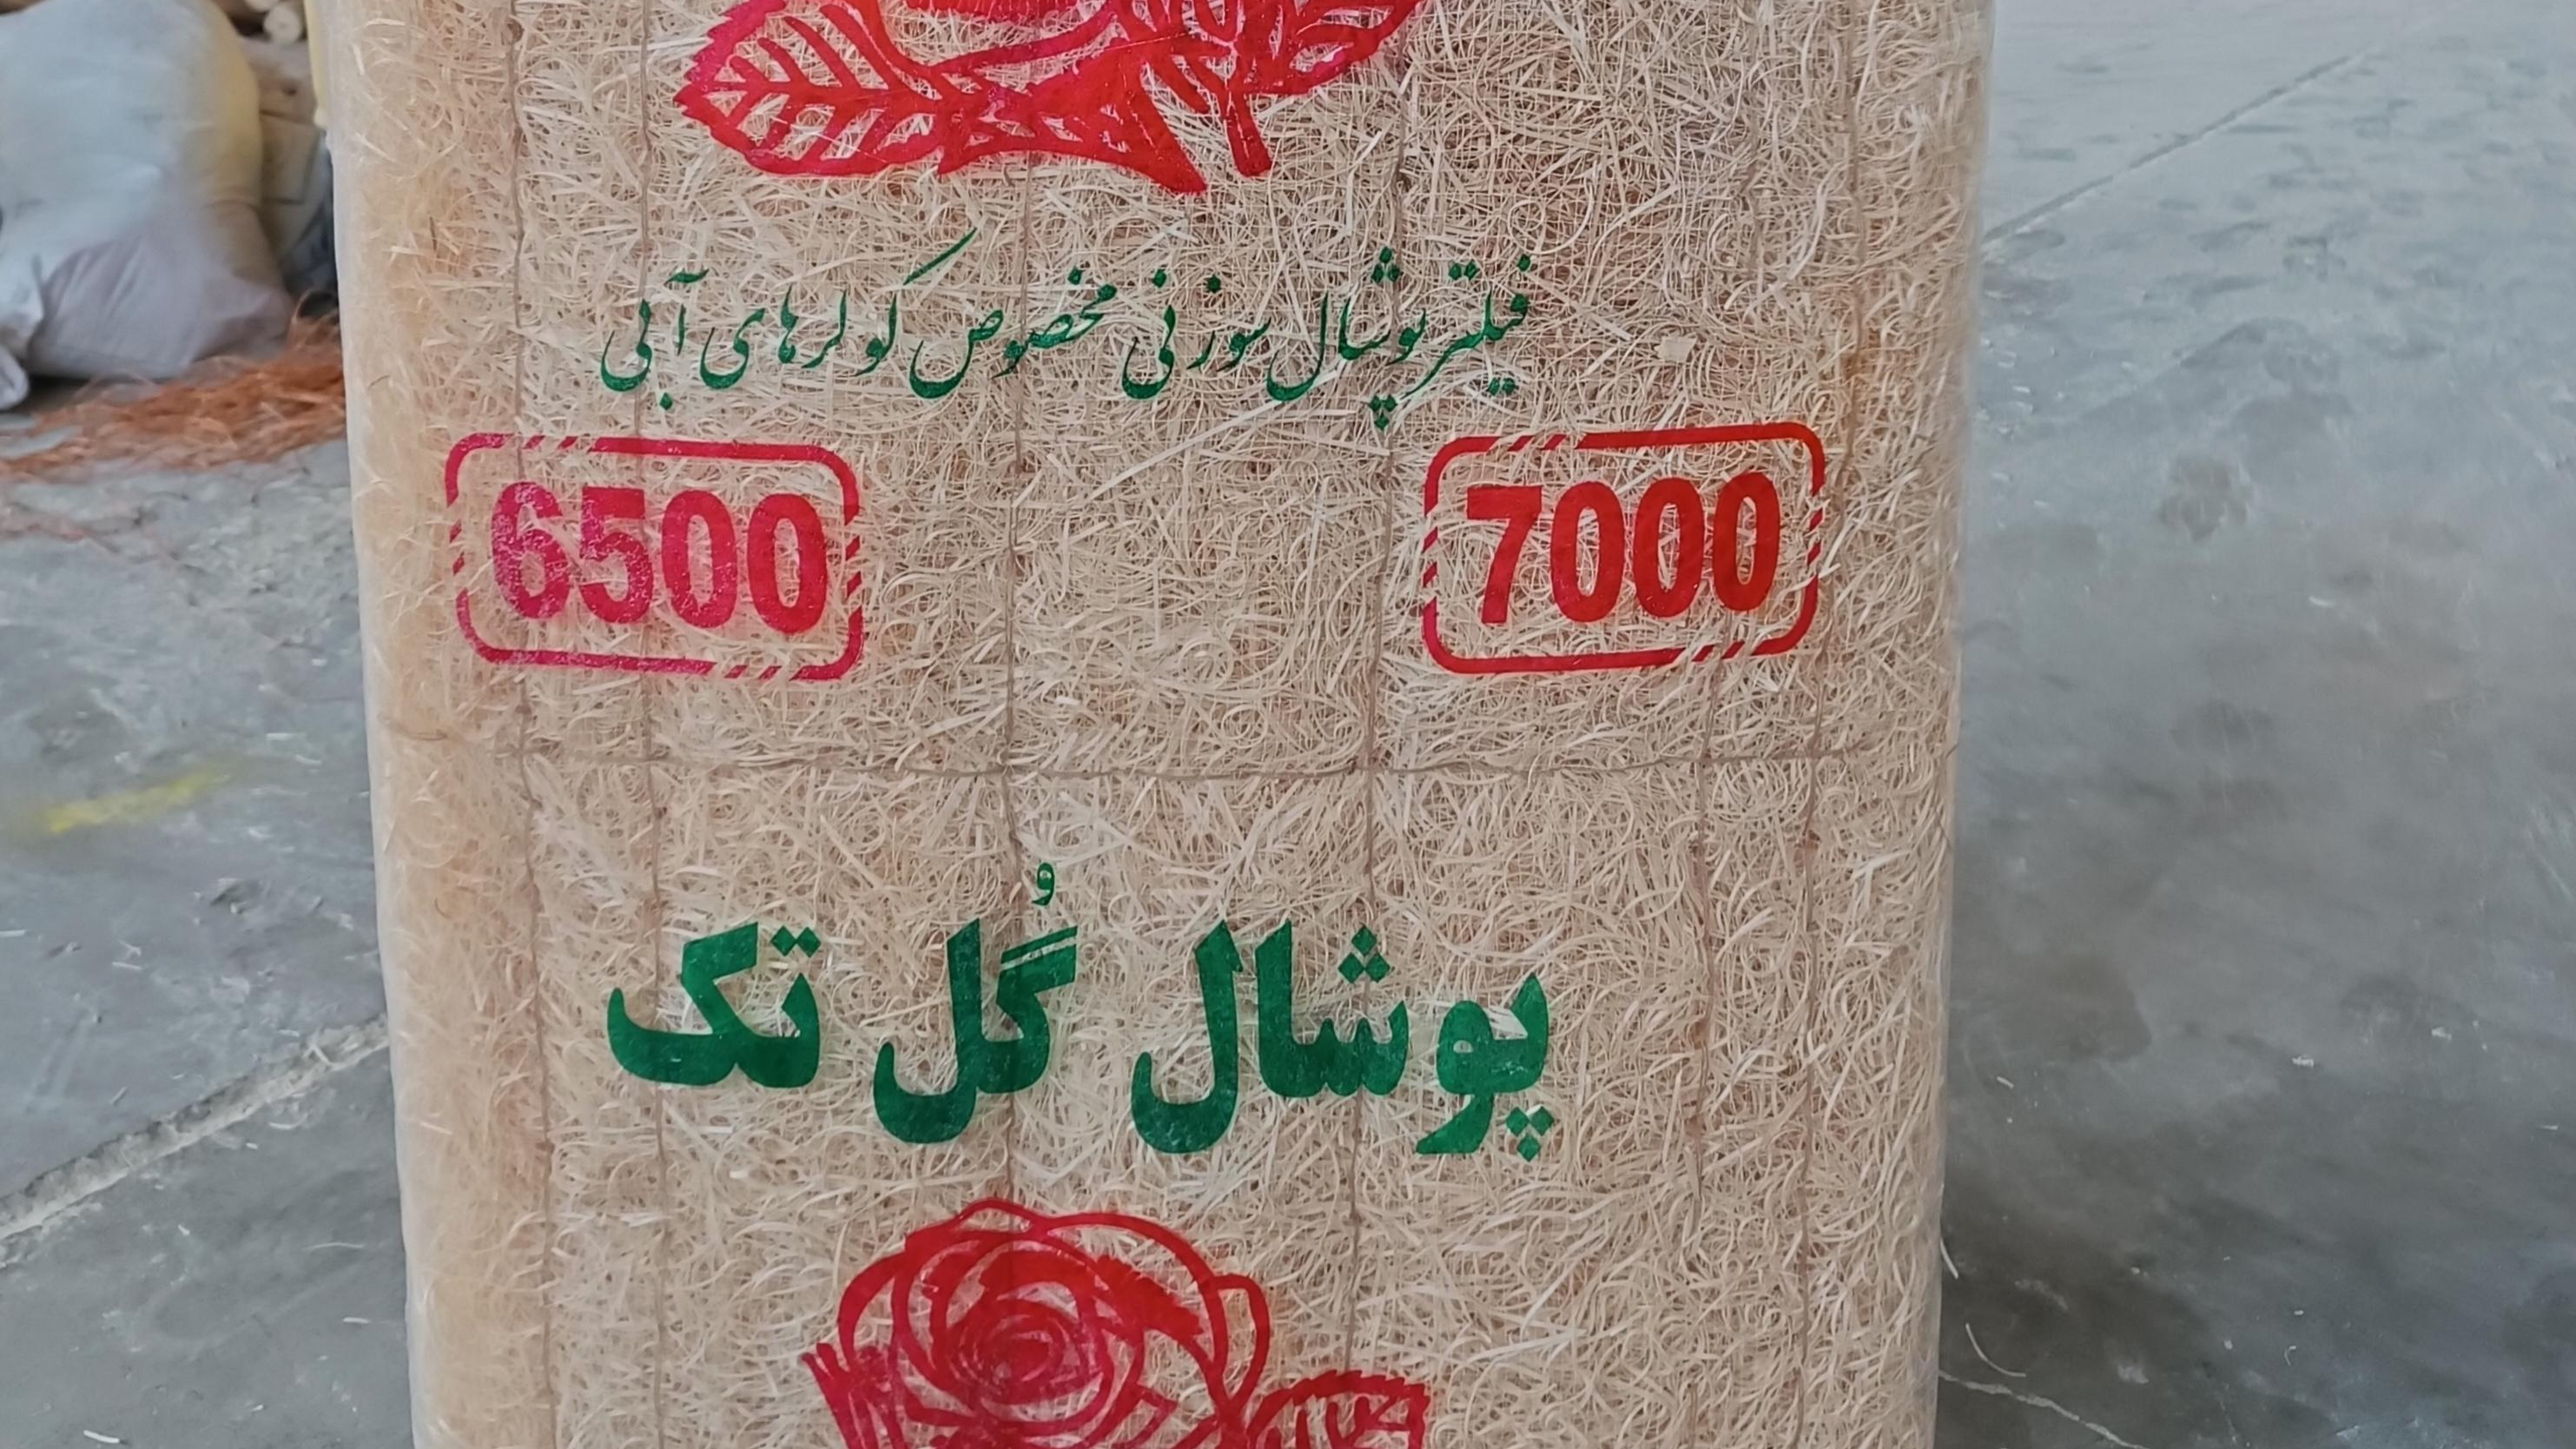 فیلتر پوشال سوزنی مخصوص کولرهای آبی
6500 7000
پوشال گُل تک